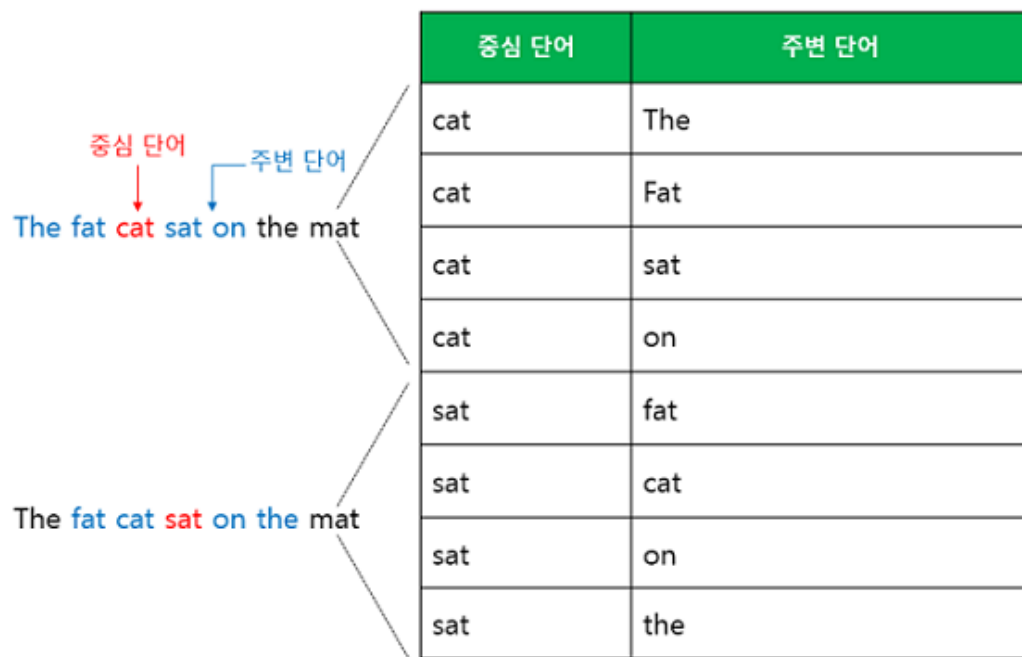 중심 단어 주변 단어
The fat cat sat on the mat
The fat cat sat on the mat
중심 단어 주변 단어
cat The
cat Fat
cat sat
cat on
sat fat
sat cat
sat on
sat the